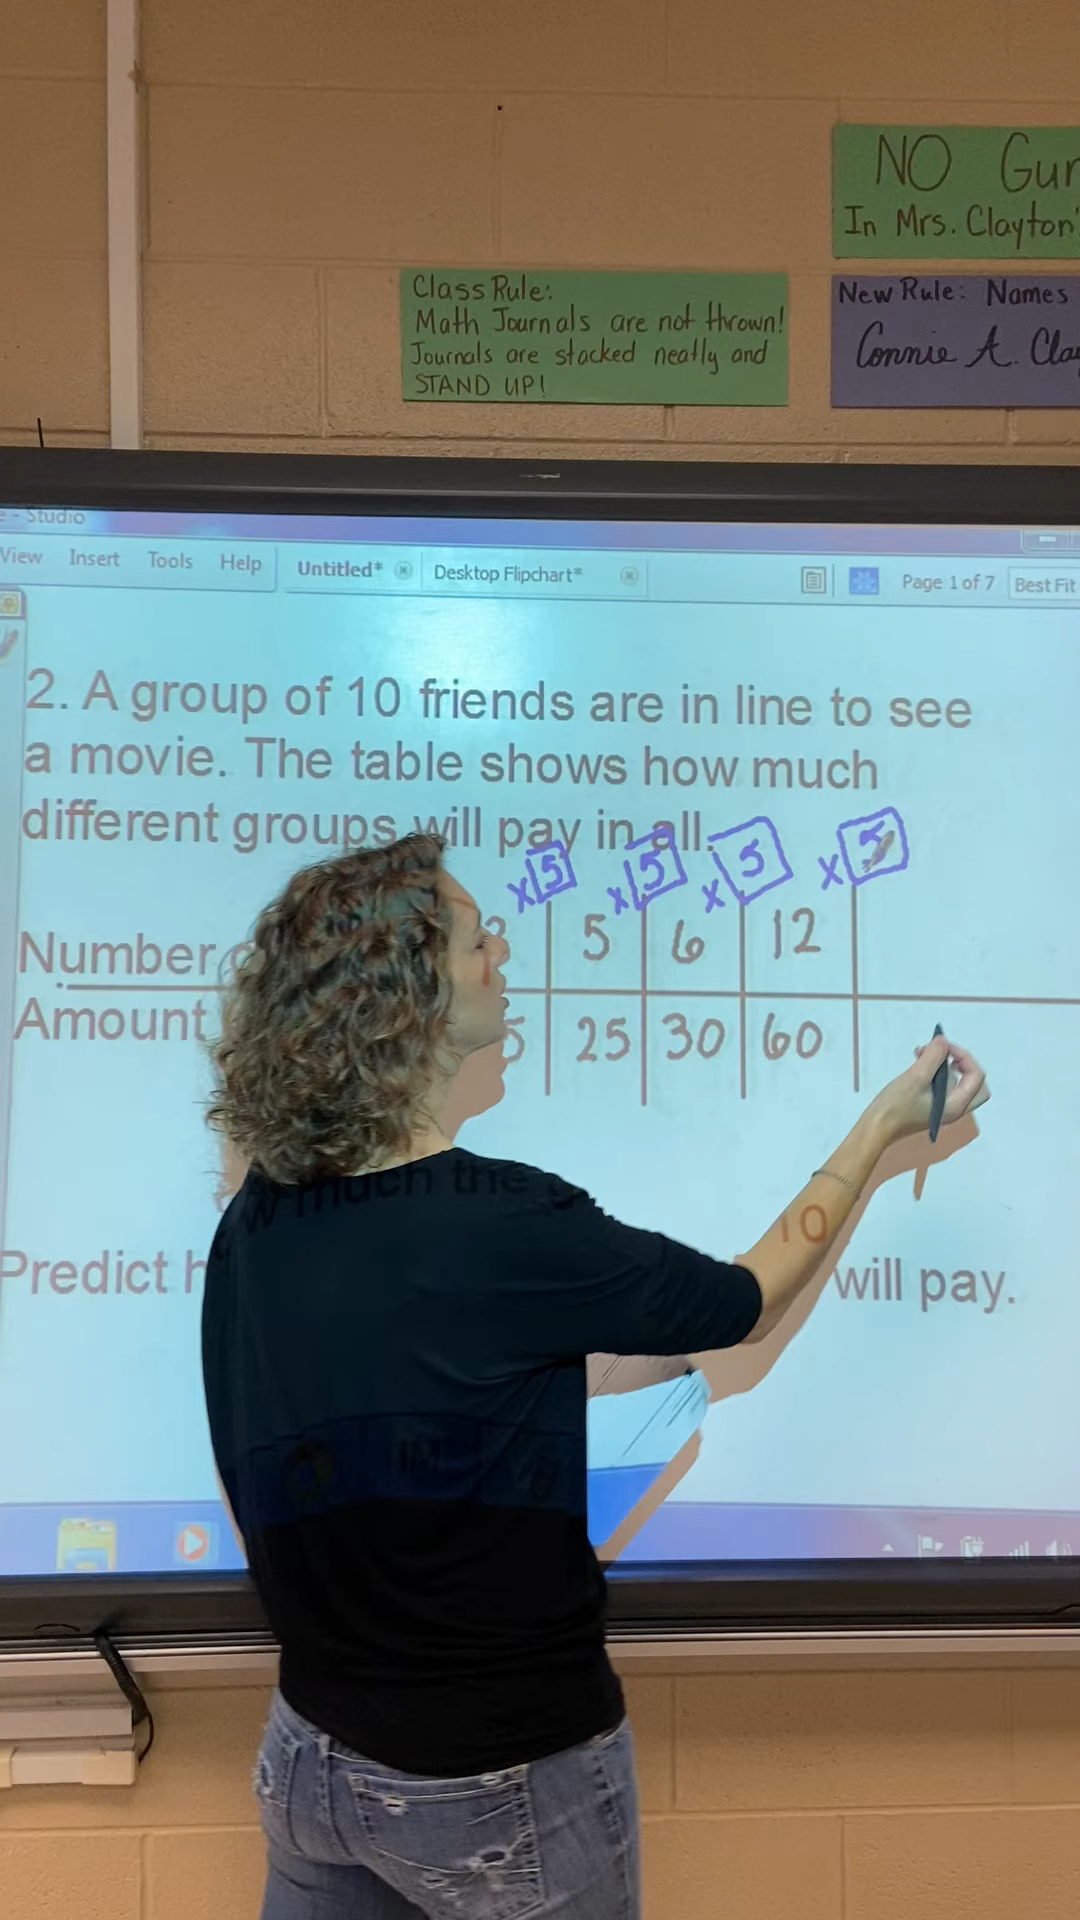 NO
In Mrs. Clayton'
Class Rule:
Math Journals are not thrown!
Journals are stacked neatly and
STAND UP!
New Rule: Names
Connie A.
Studio
View Insert Tools Help Untitled* Desktop Flipchart* Page 1 of 7 Best Fit
2. A group of 10 friends are in line to see
a movie. The table shows how much
different groups will pay in all.
x5 x5 x5 x5
Number 5 6 12
Amount 25 30 60
much the
Predict 10 will pay.